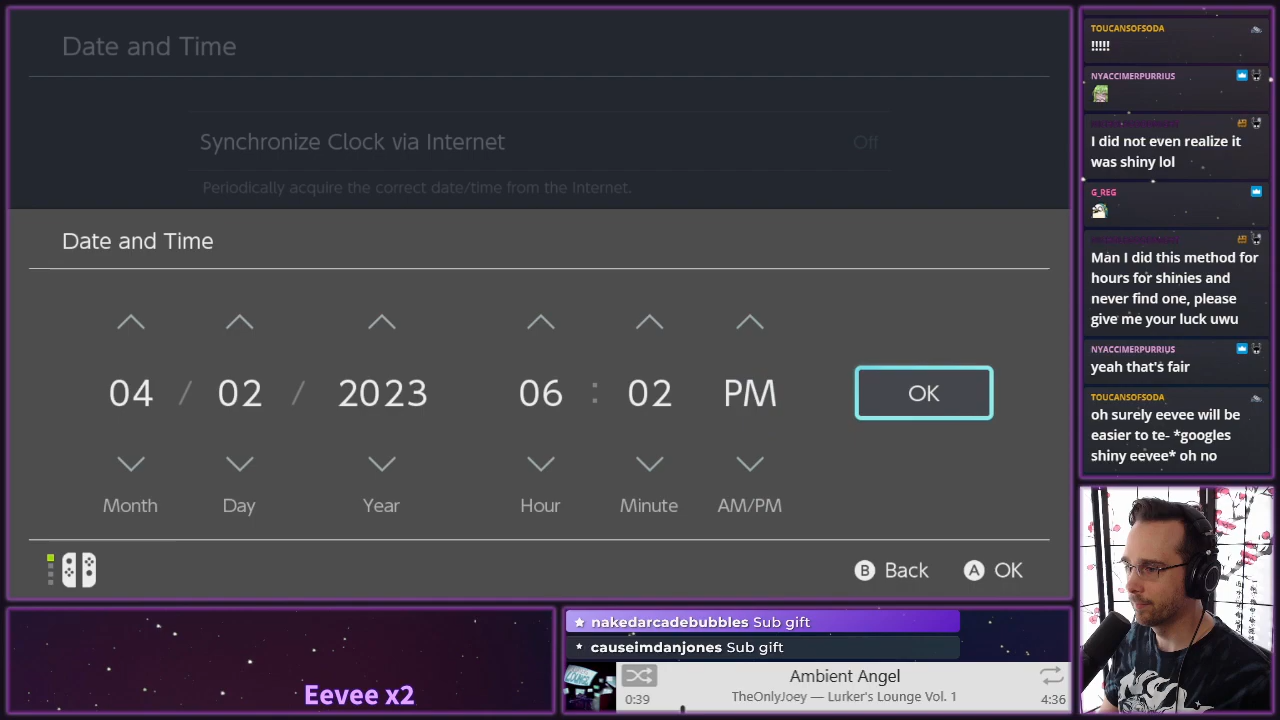 Date and Time
Synchronize Clock via Internet
Off
Periodically acquire the correct date/time from the Internet.
Date and Time
04 / 02 / 2023 06 : 02 PM
OK
Month Day Year Hour Minute AM/PM
B Back
A OK
TOUCANSOFSODA
!!!!!
NYACCIMERPURRIUS
I did not even realize it
was shiny lol
G_REG
Man I did this method for
hours for shinies and
never find one, please
give me your luck uwu
NYACCIMERPURRIUS
yeah that's fair
TOUCANSOFSODA
oh surely eevee will be
easier to te- *googles
shiny eevee* oh no
Eevee x2
nakedarcadebubbles Sub gift
causeimdanjones Sub gift
LOUNGE
Ambient Angel
0:39
TheOnlyJoey — Lurker's Lounge Vol. 1
4:36